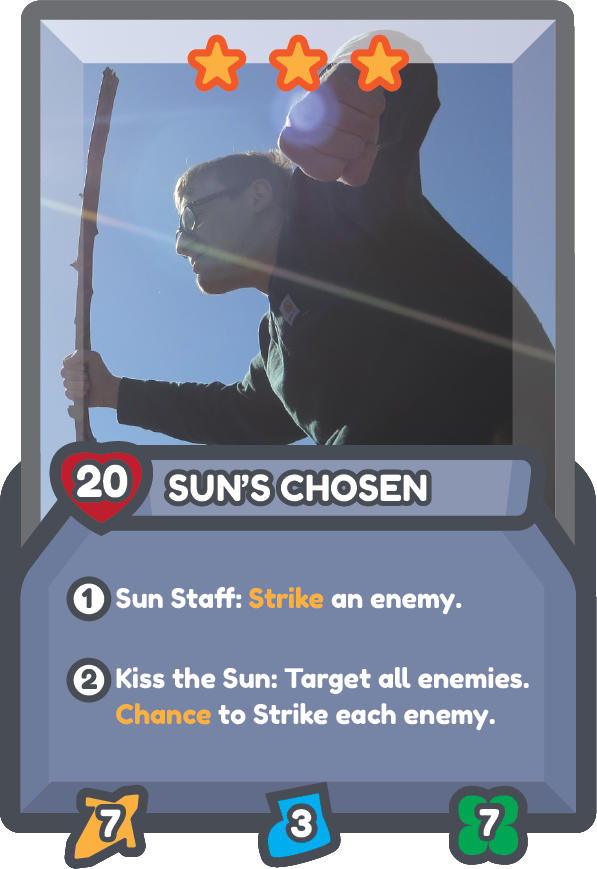 20
SUN'S CHOSEN
1 Sun Staff: Strike an enemy.
2 Kiss the Sun: Target all enemies.
Chance to Strike each enemy.
7 3 7